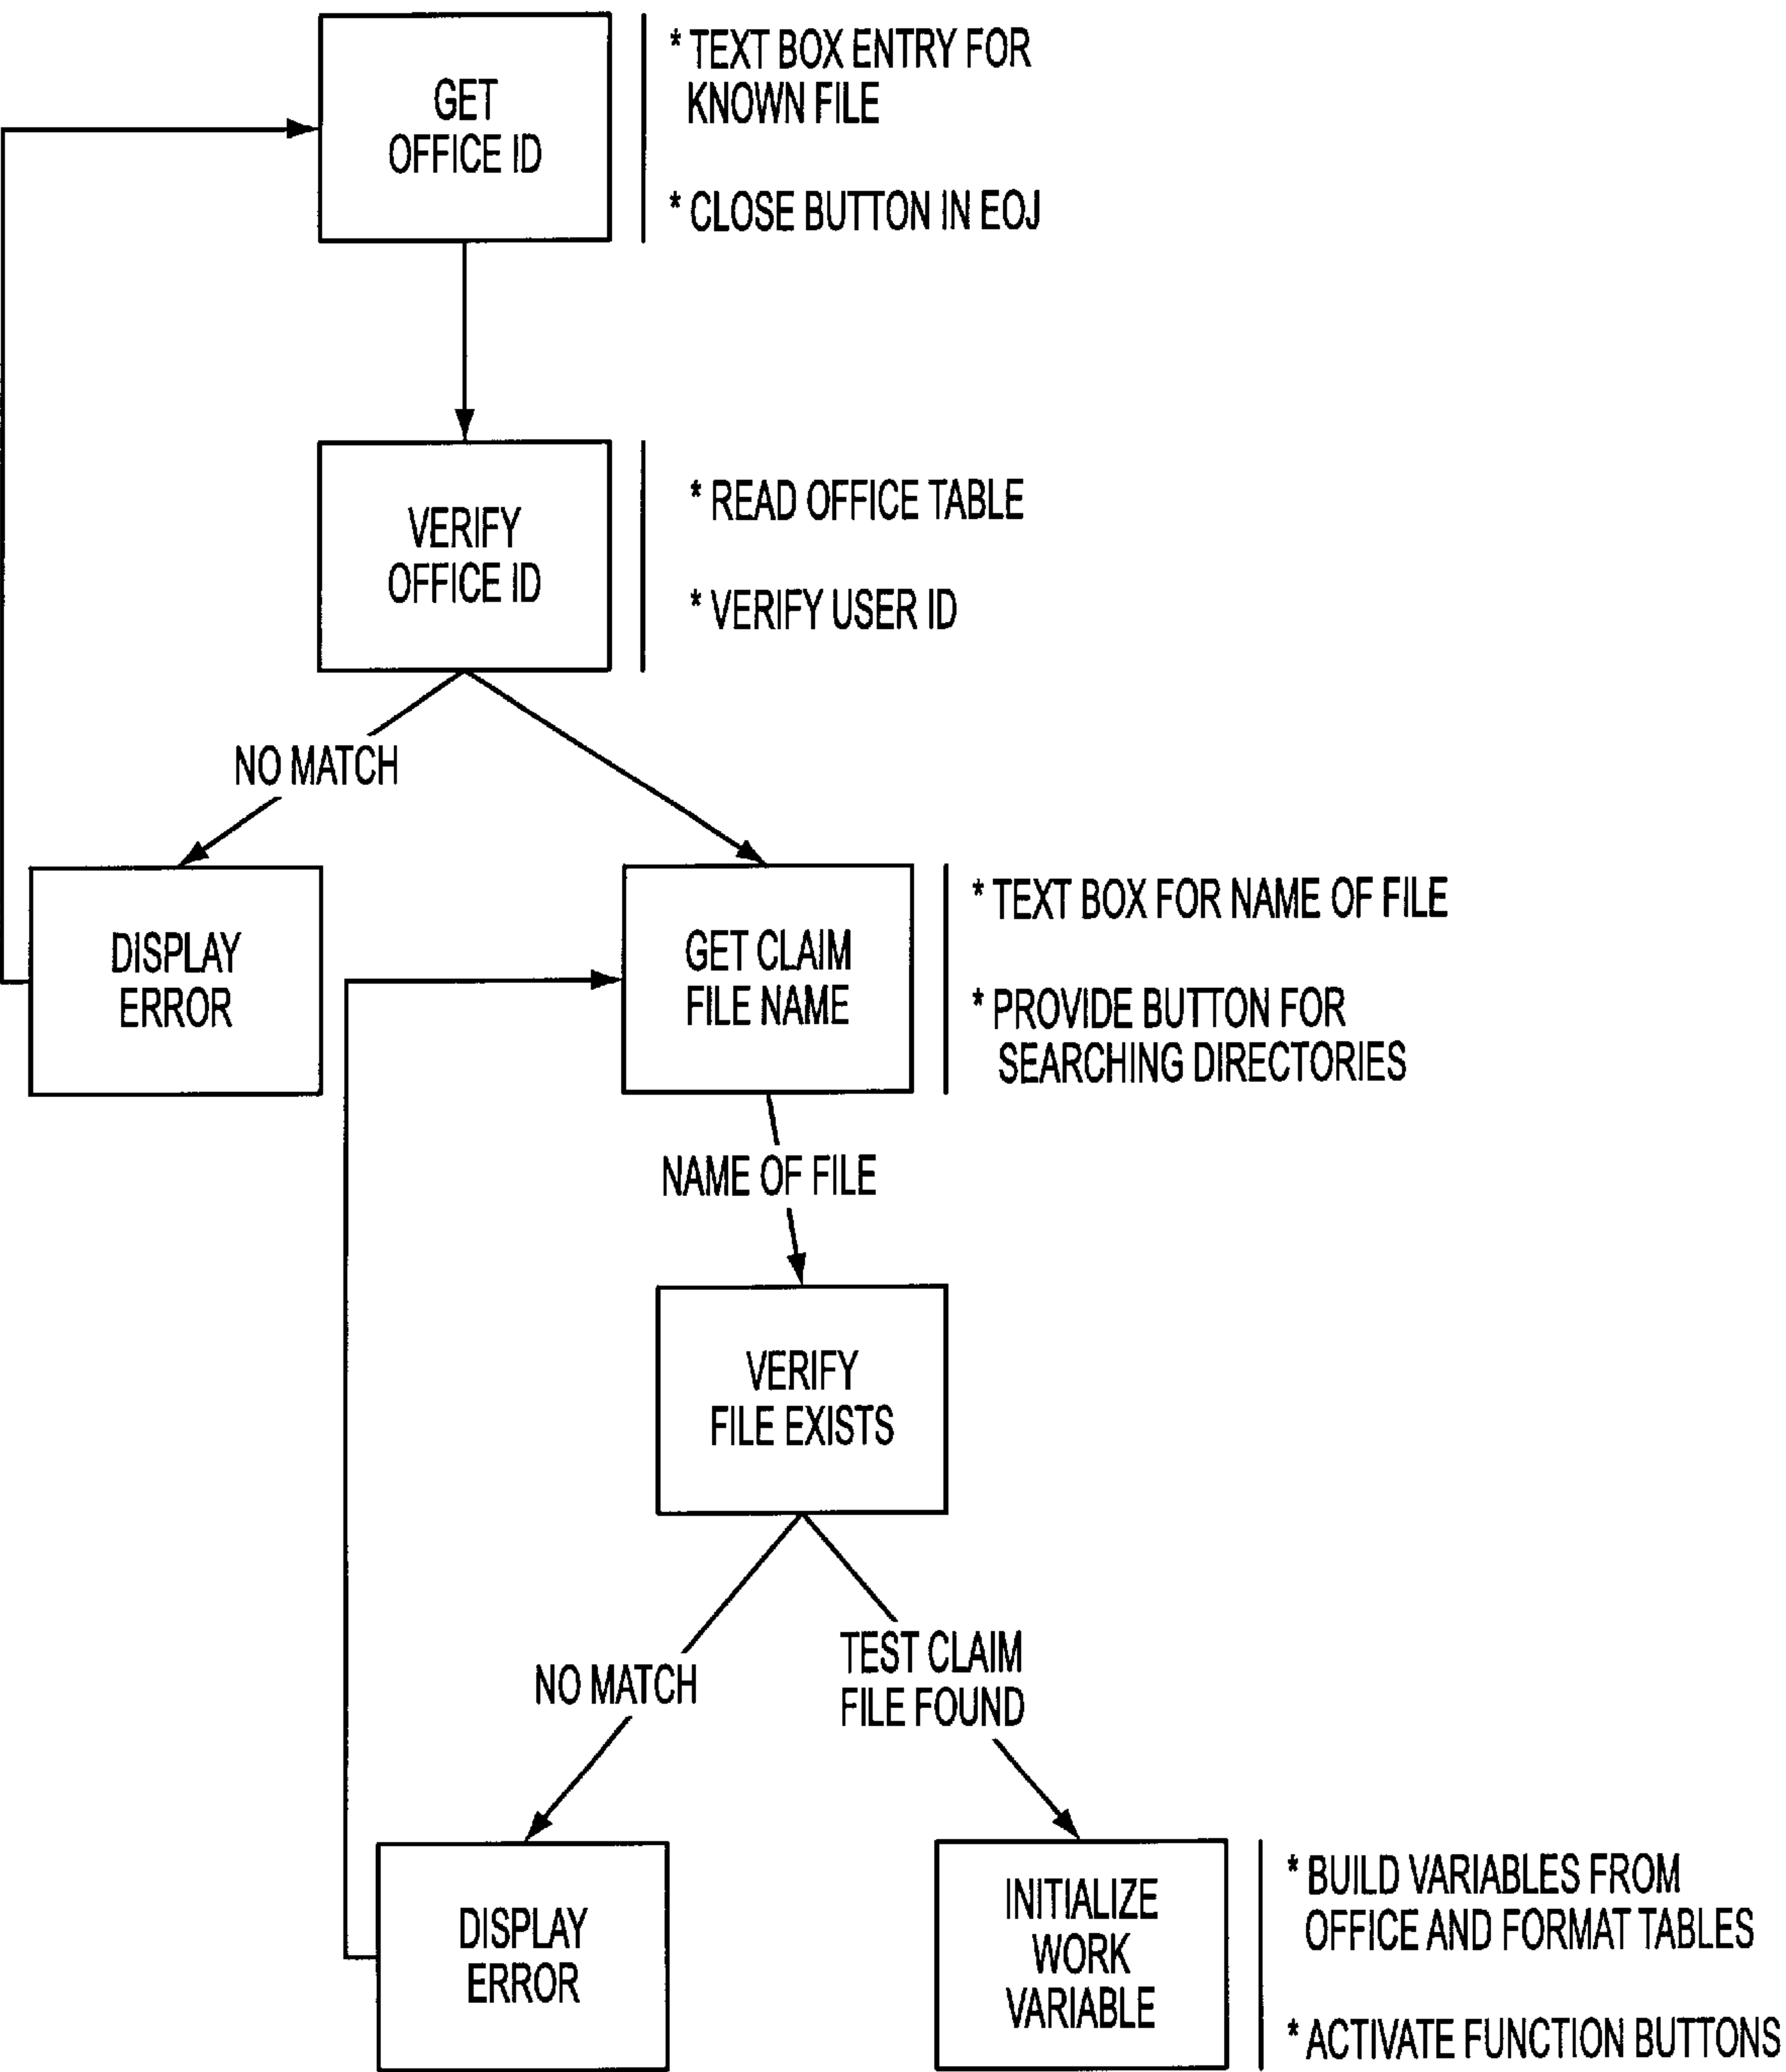 GET
OFFICE ID
* TEXT BOX ENTRY FOR
KNOWN FILE
* CLOSE BUTTON IN EOJ
VERIFY
OFFICE ID
* READ OFFICE TABLE
* VERIFY USER ID
NO MATCH
DISPLAY
ERROR
GET CLAIM
FILE NAME
* TEXT BOX FOR NAME OF FILE
* PROVIDE BUTTON FOR
SEARCHING DIRECTORIES
NAME OF FILE
VERIFY
FILE EXISTS
NO MATCH
TEST CLAIM
FILE FOUND
DISPLAY
ERROR
INITIALIZE
WORK
VARIABLE
* BUILD VARIABLES FROM
OFFICE AND FORMAT TABLES
* ACTIVATE FUNCTION BUTTONS